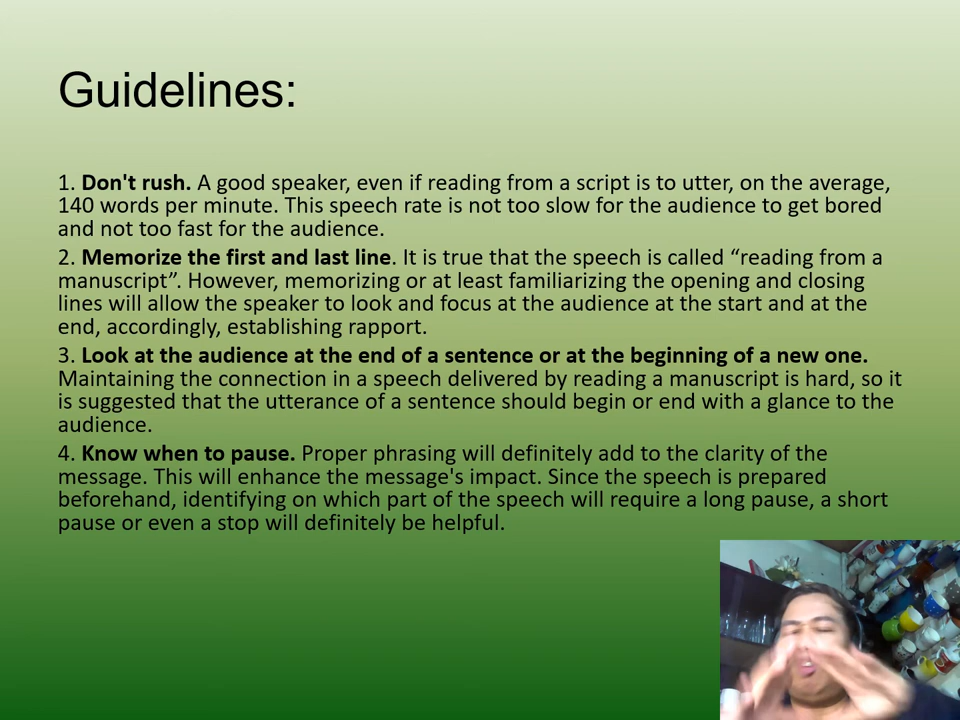 Guidelines:
1. Don't rush. A good speaker, even if reading from a script is to utter, on the average,
140 words per minute. This speech rate is not too slow for the audience to get bored
and not too fast for the audience.
2. Memorize the first and last line. It is true that the speech is called “reading from a
manuscript”. However, memorizing or at least familiarizing the opening and closing
lines will allow the speaker to look and focus at the audience at the start and at the
end, accordingly, establishing rapport.
3. Look at the audience at the end of a sentence or at the beginning of a new one.
Maintaining the connection in a speech delivered by reading a manuscript is hard, so it
is suggested that the utterance of a sentence should begin or end with a glance to the
audience.
4. Know when to pause. Proper phrasing will definitely add to the clarity of the
message. This will enhance the message's impact. Since the speech is prepared
beforehand, identifying on which part of the speech will require a long pause, a short
pause or even a stop will definitely be helpful.